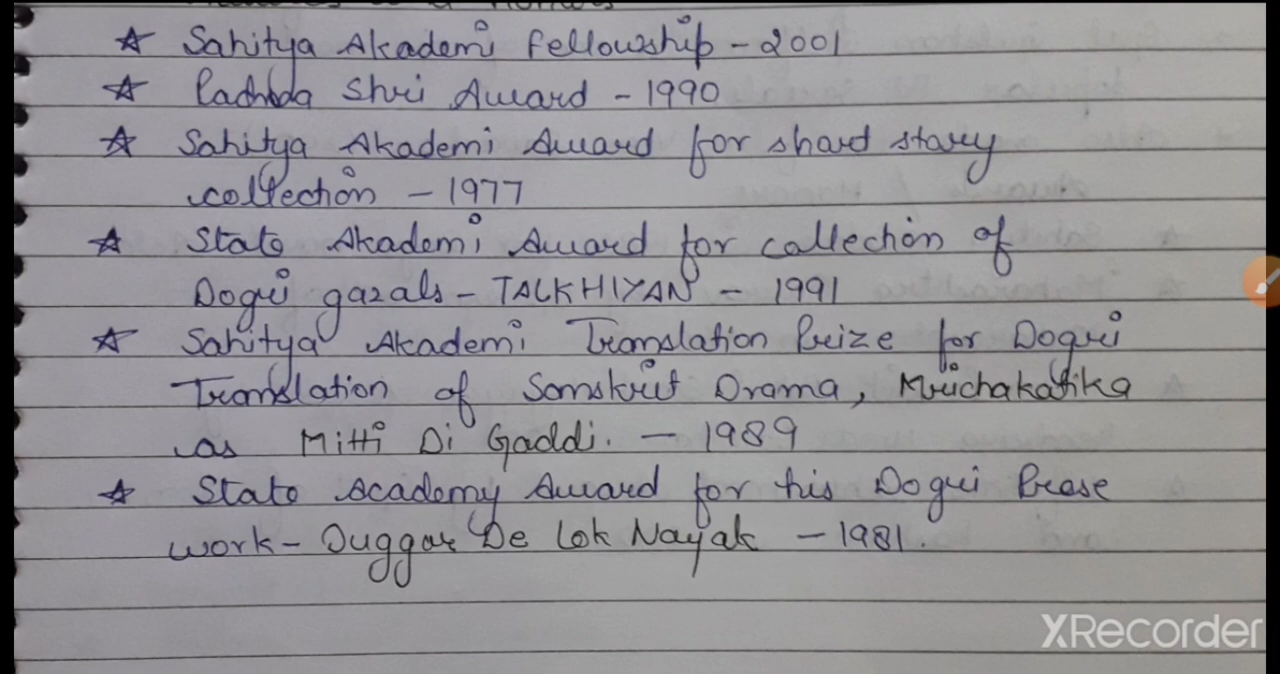 ☆ Sahitya Akademi Fellowship - 2001
☆ Padma Shri Award - 1990
☆ Sahitya Akademi Award for short story
collection - 1977
☆ State Akademi Award for collection of
Dogri gazals - TALKHIYAN - 1991
☆ Sahitya Akademi Translation Prize for Dogri
Translation of Sanskrit Drama, Mrichakatika
as Mitti Di Gaddi. - 1989
☆ State Academy Award for his Dogri Prose
work - Duggar De Lok Nayak - 1981.
XRecorder